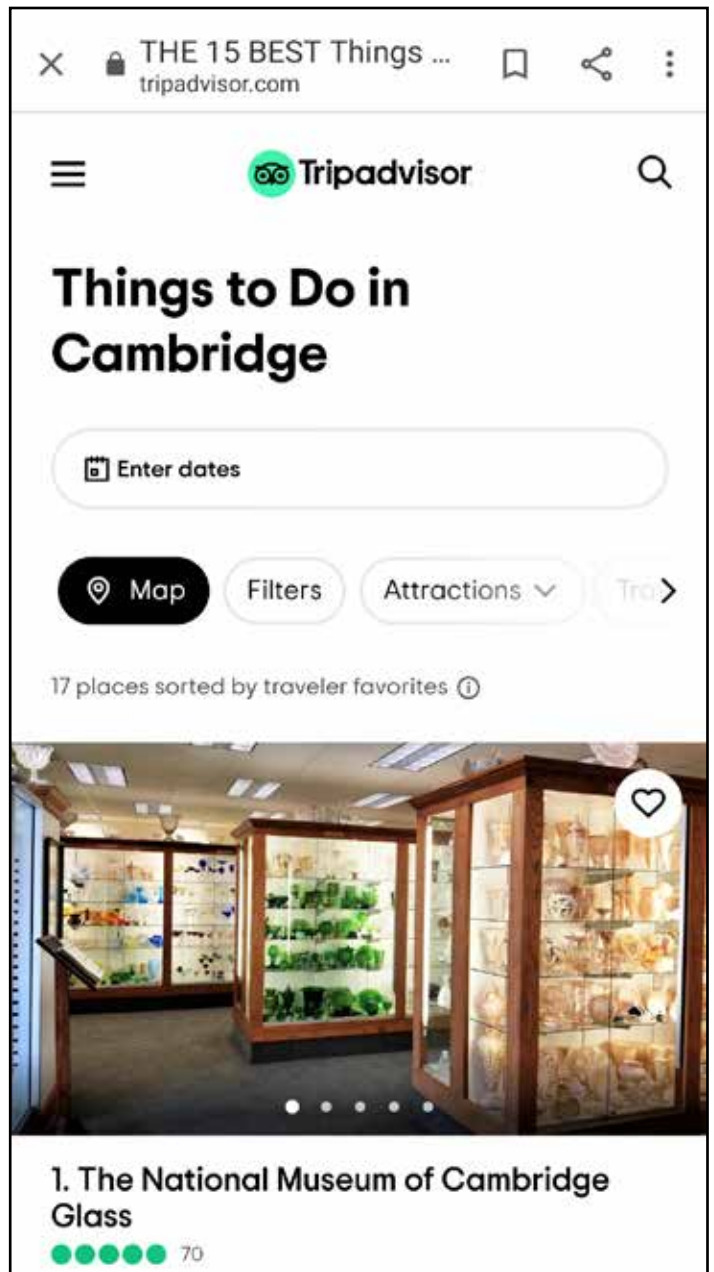 THE 15 BEST Things ...
tripadvisor.com
Tripadvisor
Things to Do in
Cambridge
Enter dates
Map Filters Attractions
17 places sorted by traveler favorites
1. The National Museum of Cambridge
Glass
70